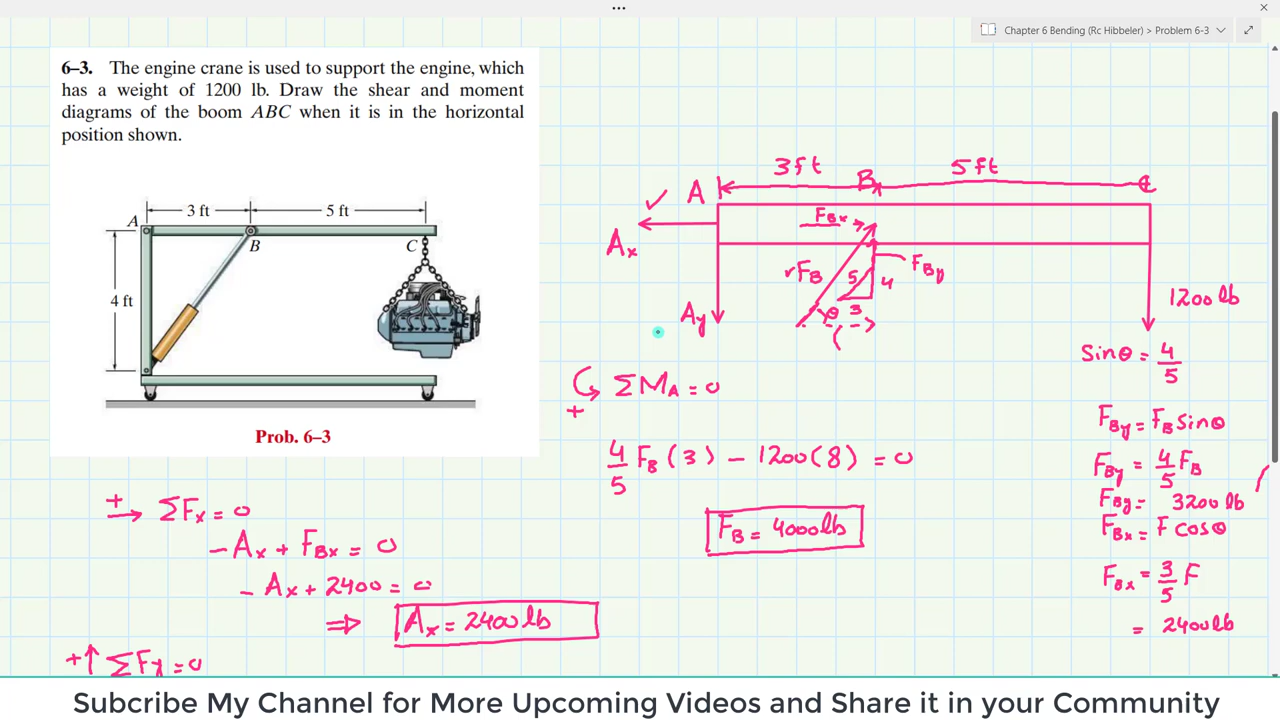 Chapter 6 Bending (Rc Hibbeler) > Problem 6-3
6–3. The engine crane is used to support the engine, which
has a weight of 1200 lb. Draw the shear and moment
diagrams of the boom ABC when it is in the horizontal
position shown.
A
3 ft
5 ft
B
C
4 ft
Prob. 6–3
3ft
5ft
A
B
C
FBx
Ax
FB
5
4
FBy
θ
3
Ay
1200 lb
Sinθ = 4/5
+ ΣMA = 0
4/5 FB (3) - 1200(8) = 0
FB = 4000lb
FBy = FB Sinθ
FBy = 4/5 FB
FBy = 3200 lb
FBx = F cosθ
FBx = 3/5 F
= 2400lb
+→ ΣFx = 0
-Ax + FBx = 0
-Ax + 2400 = 0
⇒ Ax = 2400 lb
+↑ ΣFy = 0
Subcribe My Channel for More Upcoming Videos and Share it in your Community